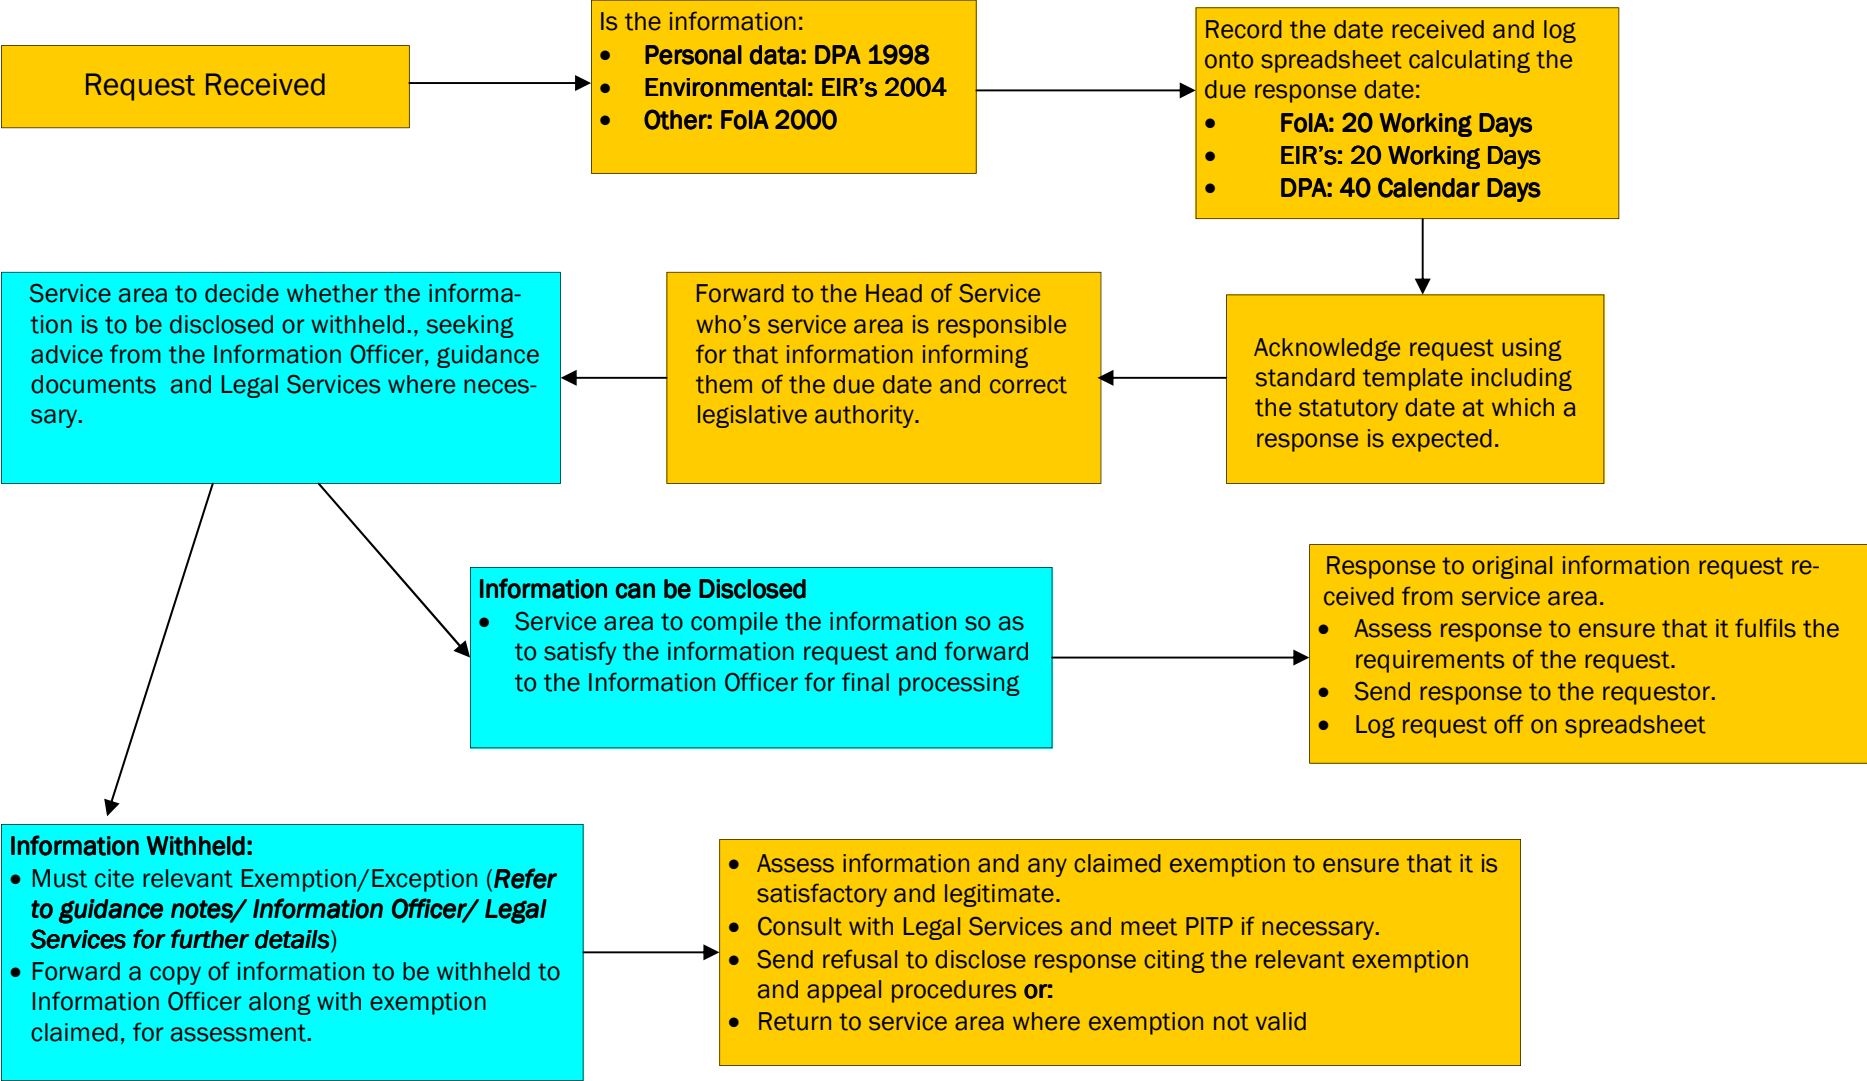 Request Received
Is the information:
• Personal data: DPA 1998
• Environmental: EIR’s 2004
• Other: FoIA 2000
Record the date received and log
onto spreadsheet calculating the
due response date:
• FoIA: 20 Working Days
• EIR’s: 20 Working Days
• DPA: 40 Calendar Days
Acknowledge request using
standard template including
the statutory date at which a
response is expected.
Forward to the Head of Service
who’s service area is responsible
for that information informing
them of the due date and correct
legislative authority.
Service area to decide whether the informa-
tion is to be disclosed or withheld., seeking
advice from the Information Officer, guidance
documents and Legal Services where neces-
sary.
Information can be Disclosed
• Service area to compile the information so as
to satisfy the information request and forward
to the Information Officer for final processing
Response to original information request re-
ceived from service area.
• Assess response to ensure that it fulfils the
requirements of the request.
• Send response to the requestor.
• Log request off on spreadsheet
Information Withheld:
• Must cite relevant Exemption/Exception (Refer
to guidance notes/ Information Officer/ Legal
Services for further details)
• Forward a copy of information to be withheld to
Information Officer along with exemption
claimed, for assessment.
• Assess information and any claimed exemption to ensure that it is
satisfactory and legitimate.
• Consult with Legal Services and meet PITP if necessary.
• Send refusal to disclose response citing the relevant exemption
and appeal procedures or:
• Return to service area where exemption not valid